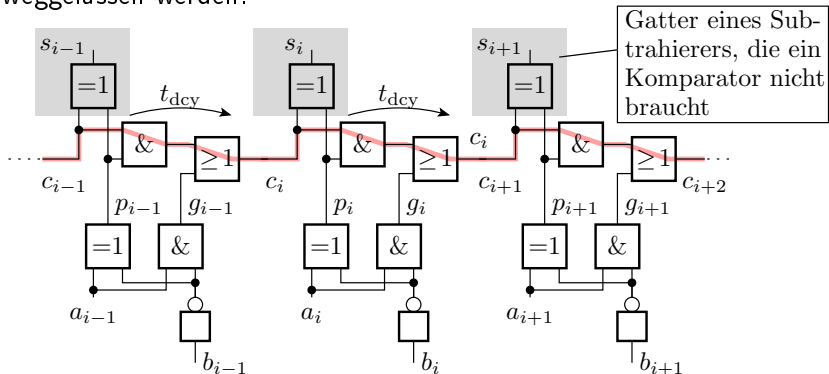 weggelassen werden.
s_{i−1} s_i s_{i+1} Gatter eines Sub-
trahierers, die ein
Komparator nicht
braucht
=1 t_dcy =1 t_dcy =1
& ≥1 & ≥1 c_i & ≥1
c_{i−1} c_i c_{i+1} c_{i+2}
p_{i−1} g_{i−1} p_i g_i p_{i+1} g_{i+1}
=1 & =1 & =1 &
a_{i−1} a_i a_{i+1}
b_{i−1} b_i b_{i+1}